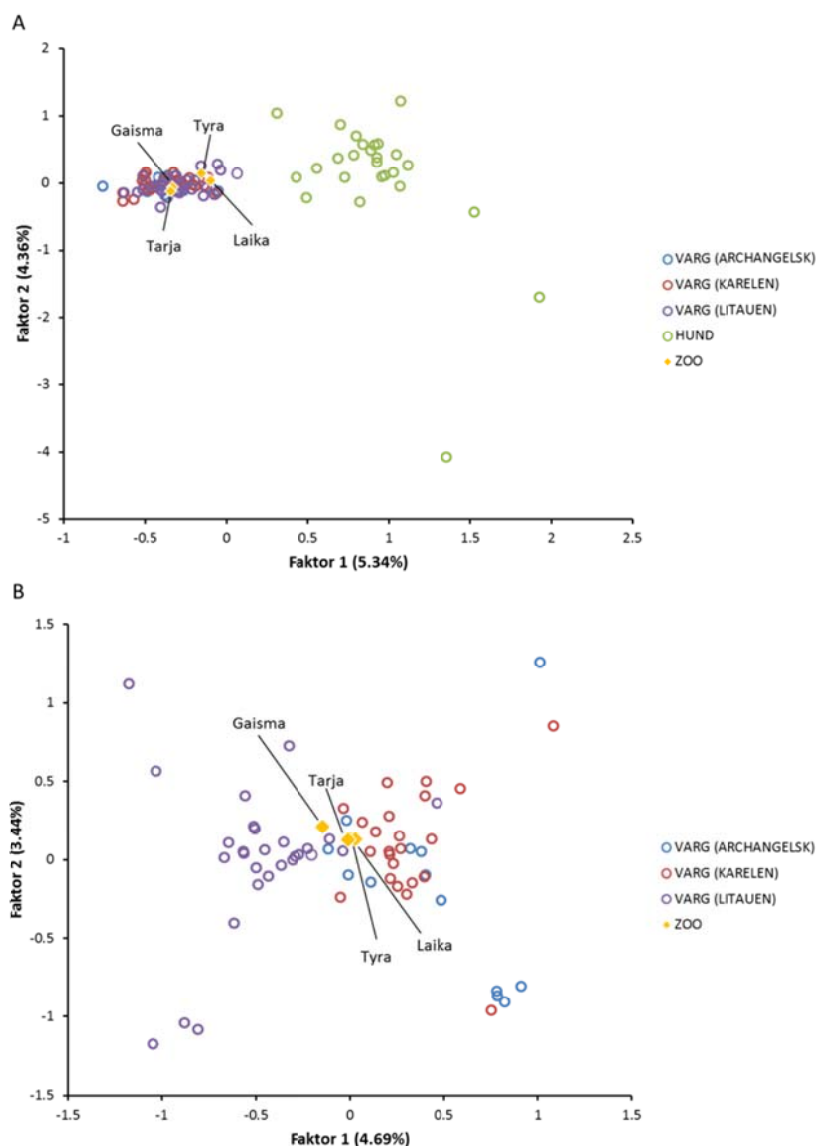 A
2
1
0
-1
-2
-3
-4
-5
Faktor 2 (4.36%)
Gaisma
Tyra
Tarja
Laika
-1
-0.5
0
0.5
1
1.5
2
2.5
Faktor 1 (5.34%)
VARG (ARCHANGELSK)
VARG (KARELEN)
VARG (LITAUEN)
HUND
ZOO
B
1.5
1
0.5
0
-0.5
-1
-1.5
Faktor 2 (3.44%)
Gaisma
Tarja
Tyra
Laika
-1.5
-1
-0.5
0
0.5
1
1.5
Faktor 1 (4.69%)
VARG (ARCHANGELSK)
VARG (KARELEN)
VARG (LITAUEN)
ZOO